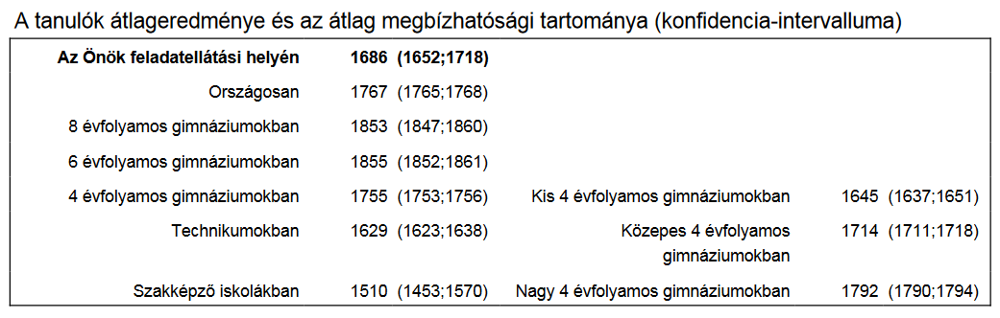 A tanulók átlageredménye és az átlag megbízhatósági tartománya (konfidencia-intervalluma)
Az Önök feladatellátási helyén 1686 (1652;1718)
Országosan 1767 (1765;1768)
8 évfolyamos gimnáziumokban 1853 (1847;1860)
6 évfolyamos gimnáziumokban 1855 (1852;1861)
4 évfolyamos gimnáziumokban 1755 (1753;1756) Kis 4 évfolyamos gimnáziumokban 1645 (1637;1651)
Technikumokban 1629 (1623;1638) Közepes 4 évfolyamos 1714 (1711;1718)
gimnáziumokban
Szakképző iskolákban 1510 (1453;1570) Nagy 4 évfolyamos gimnáziumokban 1792 (1790;1794)